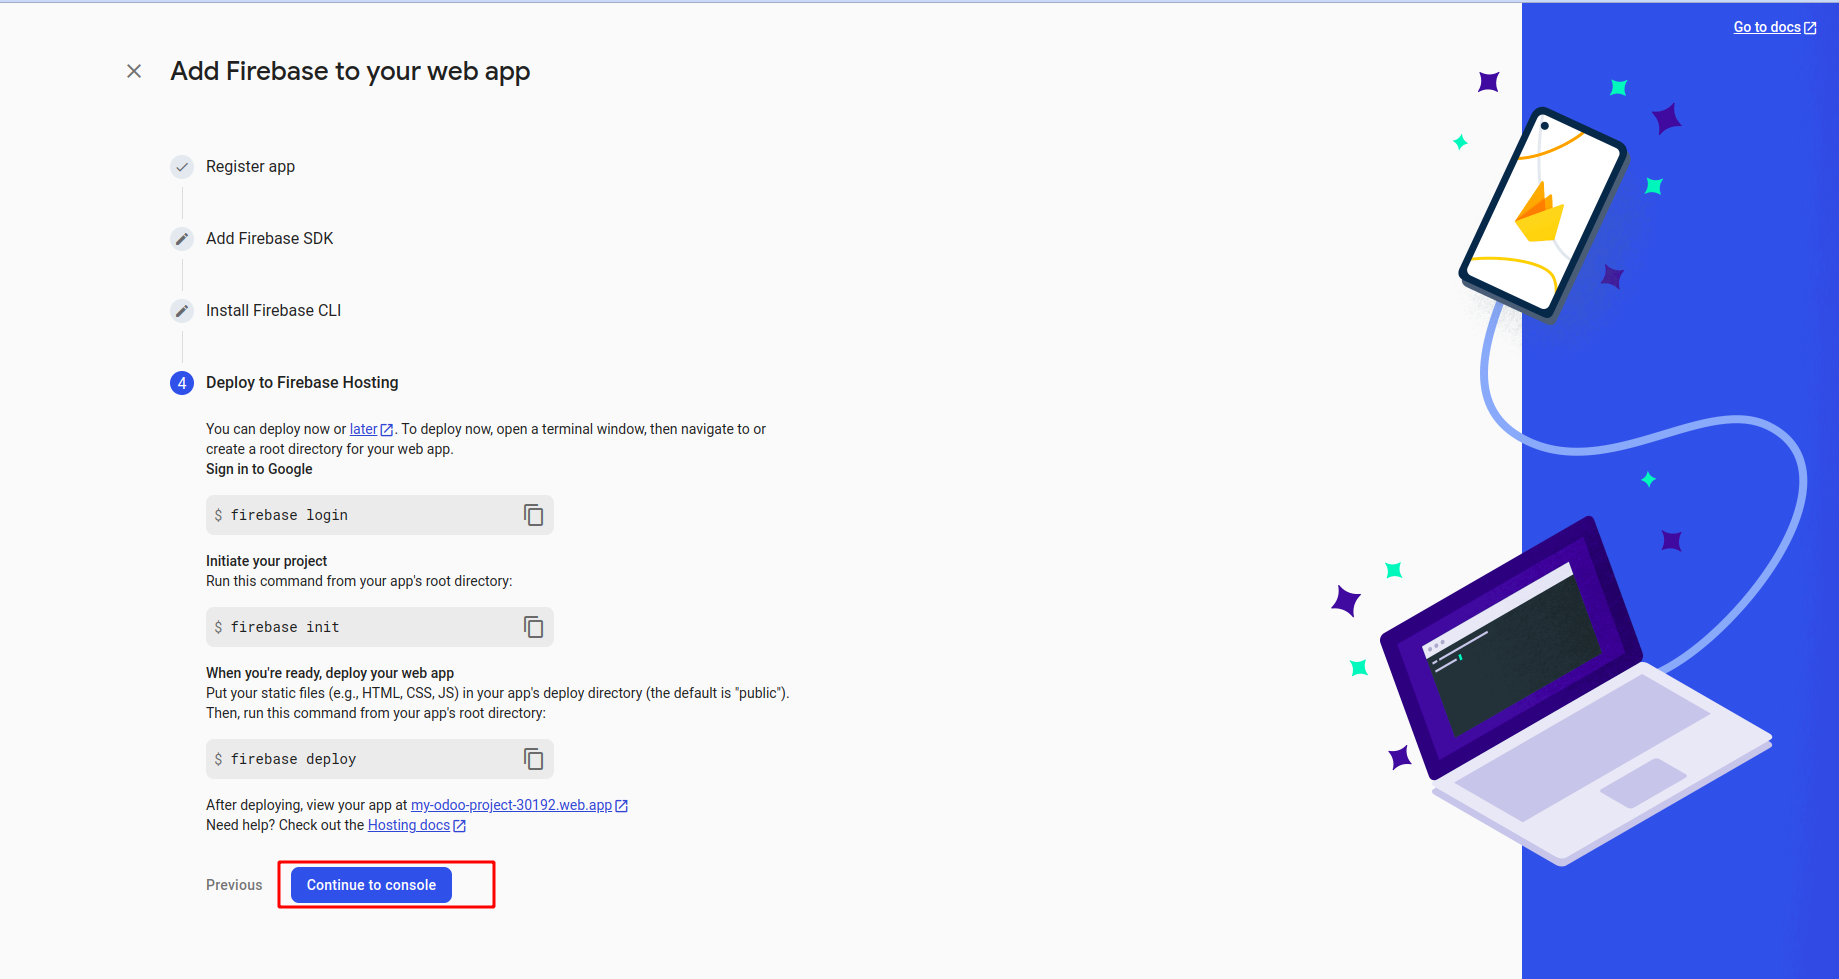 Go to docs
Add Firebase to your web app
Register app
Add Firebase SDK
Install Firebase CLI
4 Deploy to Firebase Hosting
You can deploy now or later. To deploy now, open a terminal window, then navigate to or
create a root directory for your web app.
Sign in to Google
$ firebase login
Initiate your project
Run this command from your app's root directory:
$ firebase init
When you're ready, deploy your web app
Put your static files (e.g., HTML, CSS, JS) in your app's deploy directory (the default is "public").
Then, run this command from your app's root directory:
$ firebase deploy
After deploying, view your app at my-odoo-project-30192.web.app
Need help? Check out the Hosting docs
Previous Continue to console